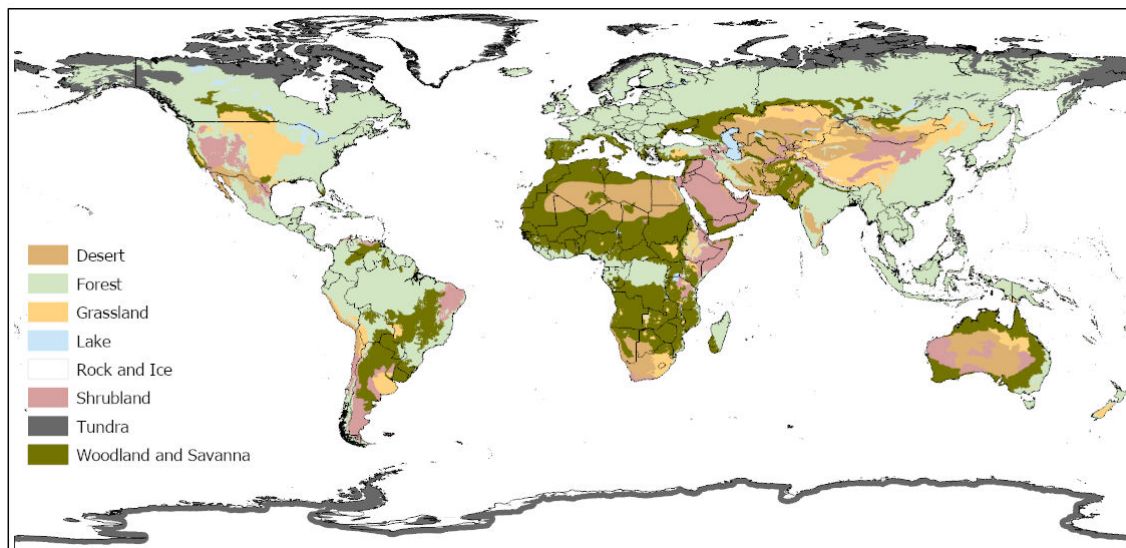 Desert
Forest
Grassland
Lake
Rock and Ice
Shrubland
Tundra
Woodland and Savanna